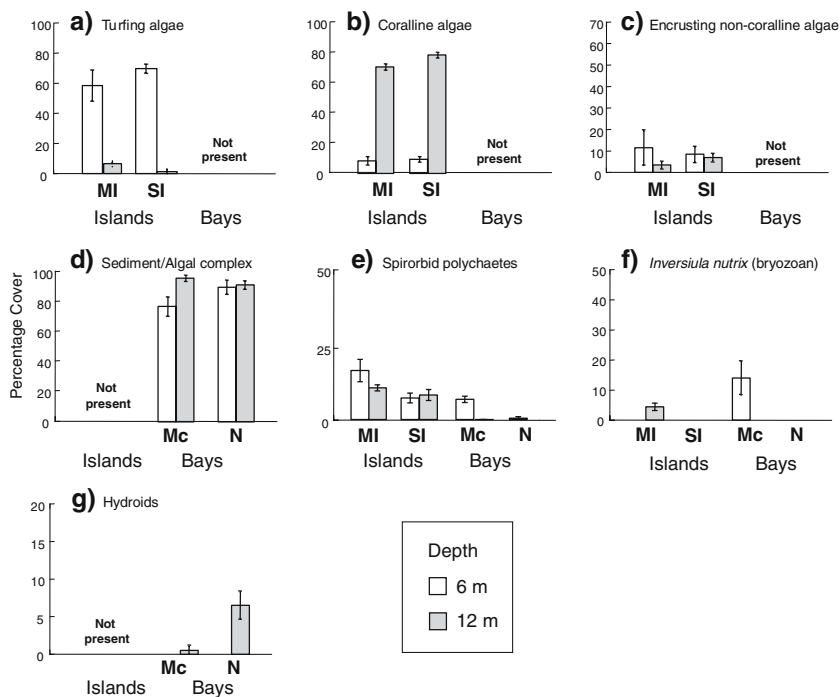 a) Turfing algae
80
60
40
20
0
Not
present
MI SI
Islands Bays
b) Coralline algae
100
80
60
40
20
0
Not
present
MI SI
Islands Bays
c) Encrusting non-coralline algae
70
60
50
40
30
20
10
0
Not
present
MI SI
Islands Bays
Percentage Cover
d) Sediment/Algal complex
100
80
60
40
20
0
Not
present
Mc N
Islands Bays
e) Spirorbid polychaetes
50
25
0
MI SI Mc N
Islands Bays
f) Inversiula nutrix (bryozoan)
50
40
30
20
10
0
MI SI Mc N
Islands Bays
g) Hydroids
20
15
10
5
0
Not
present
Mc N
Islands Bays
Depth
6 m
12 m